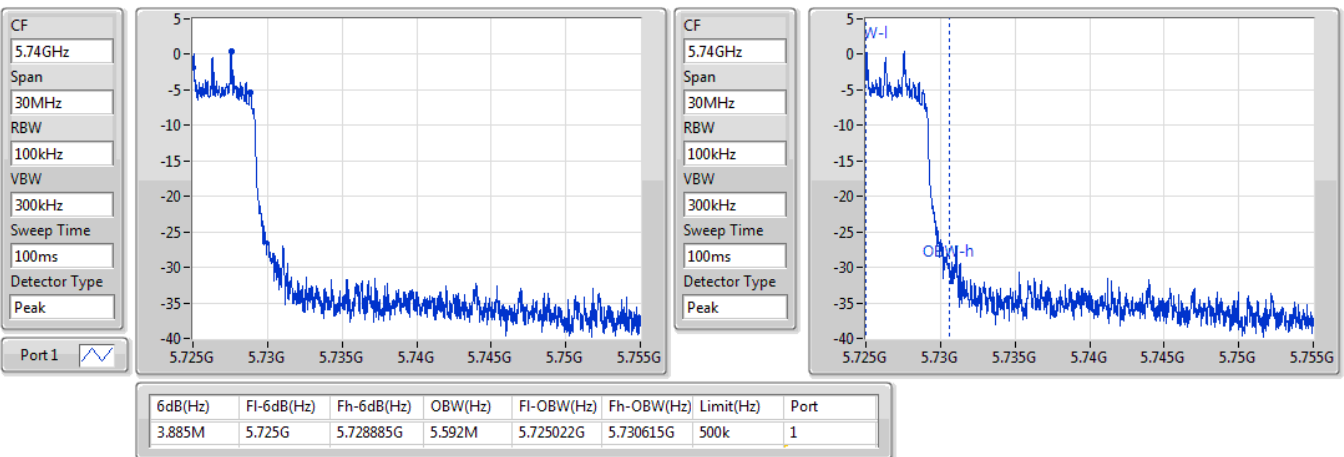 CF
5.74GHz
Span
30MHz
RBW
100kHz
VBW
300kHz
Sweep Time
100ms
Detector Type
Peak
Port 1
5
0
-5
-10
-15
-20
-25
-30
-35
-40
5.725G 5.73G 5.735G 5.74G 5.745G 5.75G 5.755G
CF
5.74GHz
Span
30MHz
RBW
100kHz
VBW
300kHz
Sweep Time
100ms
Detector Type
Peak
5
0
-5
-10
-15
-20
-25
-30
-35
-40
W-l
OBW-h
5.725G 5.73G 5.735G 5.74G 5.745G 5.75G 5.755G
6dB(Hz) Fl-6dB(Hz) Fh-6dB(Hz) OBW(Hz) Fl-OBW(Hz) Fh-OBW(Hz) Limit(Hz) Port
3.885M 5.725G 5.728885G 5.592M 5.725022G 5.730615G 500k 1